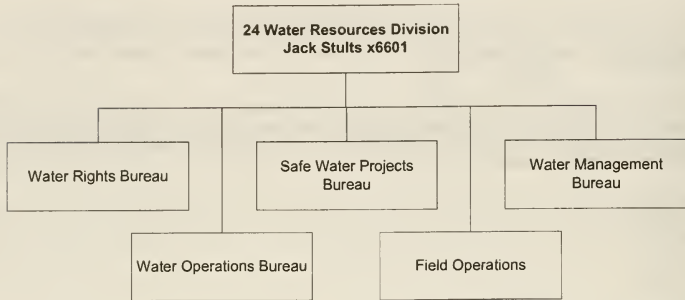 24 Water Resources Division
Jack Stults x6601
Water Rights Bureau
Safe Water Projects
Bureau
Water Management
Bureau
Water Operations Bureau
Field Operations